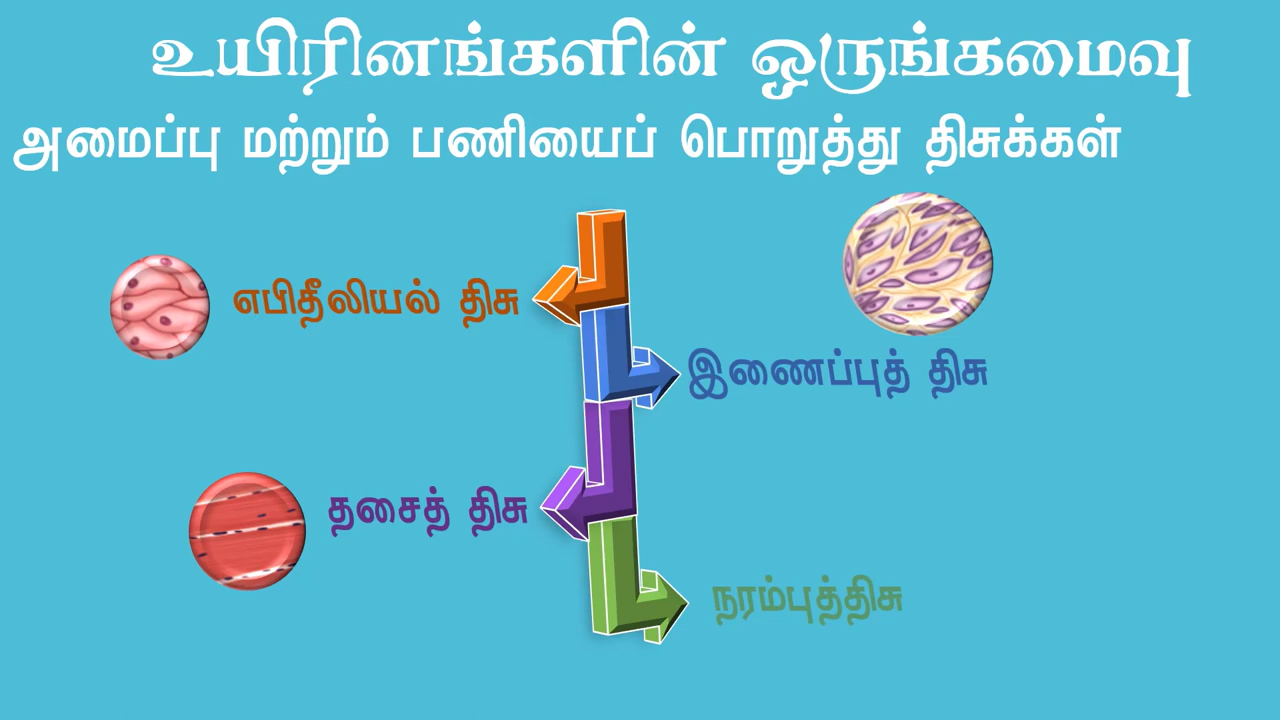 உயிரினங்களின் ஒருங்கமைவு
அமைப்பு மற்றும் பணியைப் பொறுத்து திசுக்கள்
எபிதீலியல் திசு
இணைப்புத் திசு
தசைத் திசு
நரம்புத்திசு